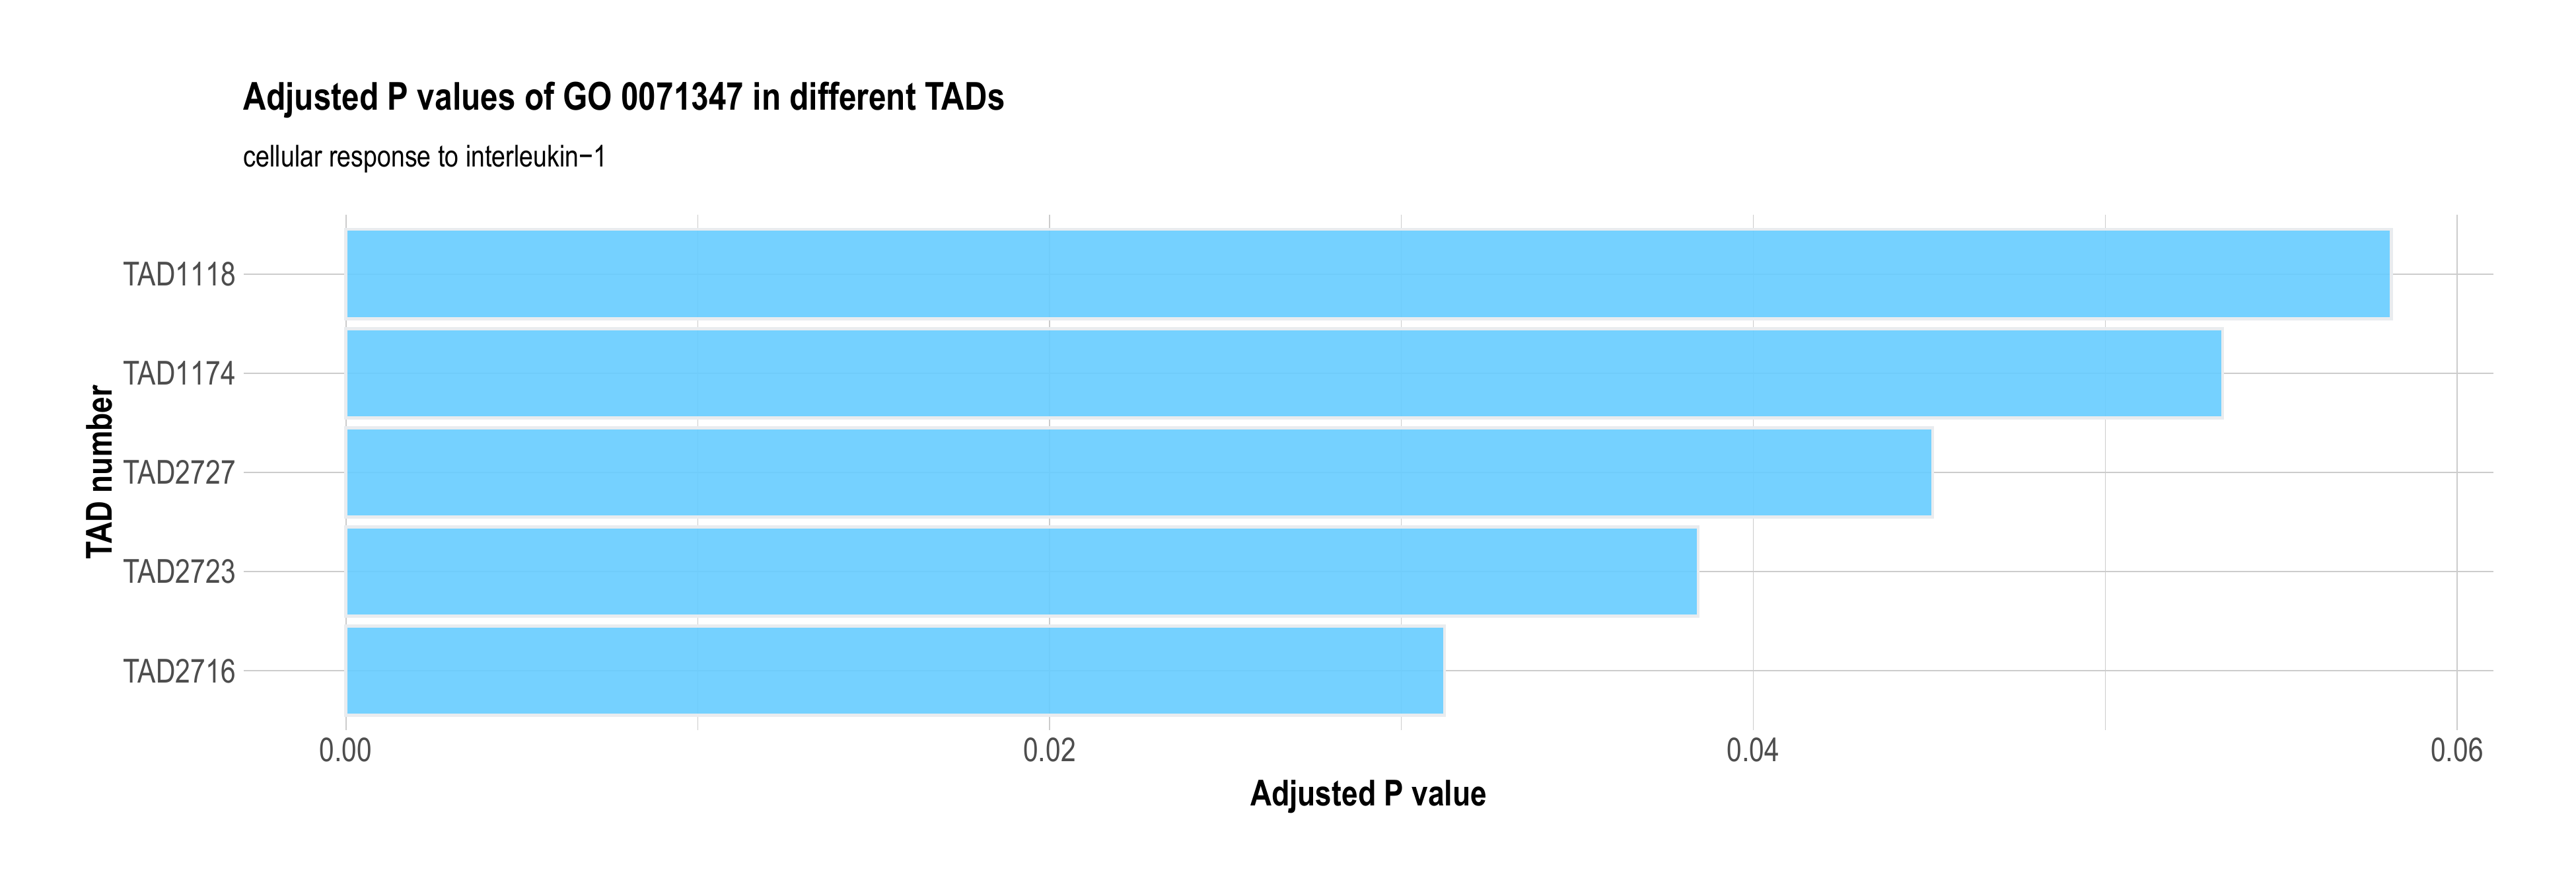 Adjusted P values of GO 0071347 in different TADs
cellular response to interleukin−1
TAD number
TAD1118
TAD1174
TAD2727
TAD2723
TAD2716
0.00 0.02 0.04 0.06
Adjusted P value